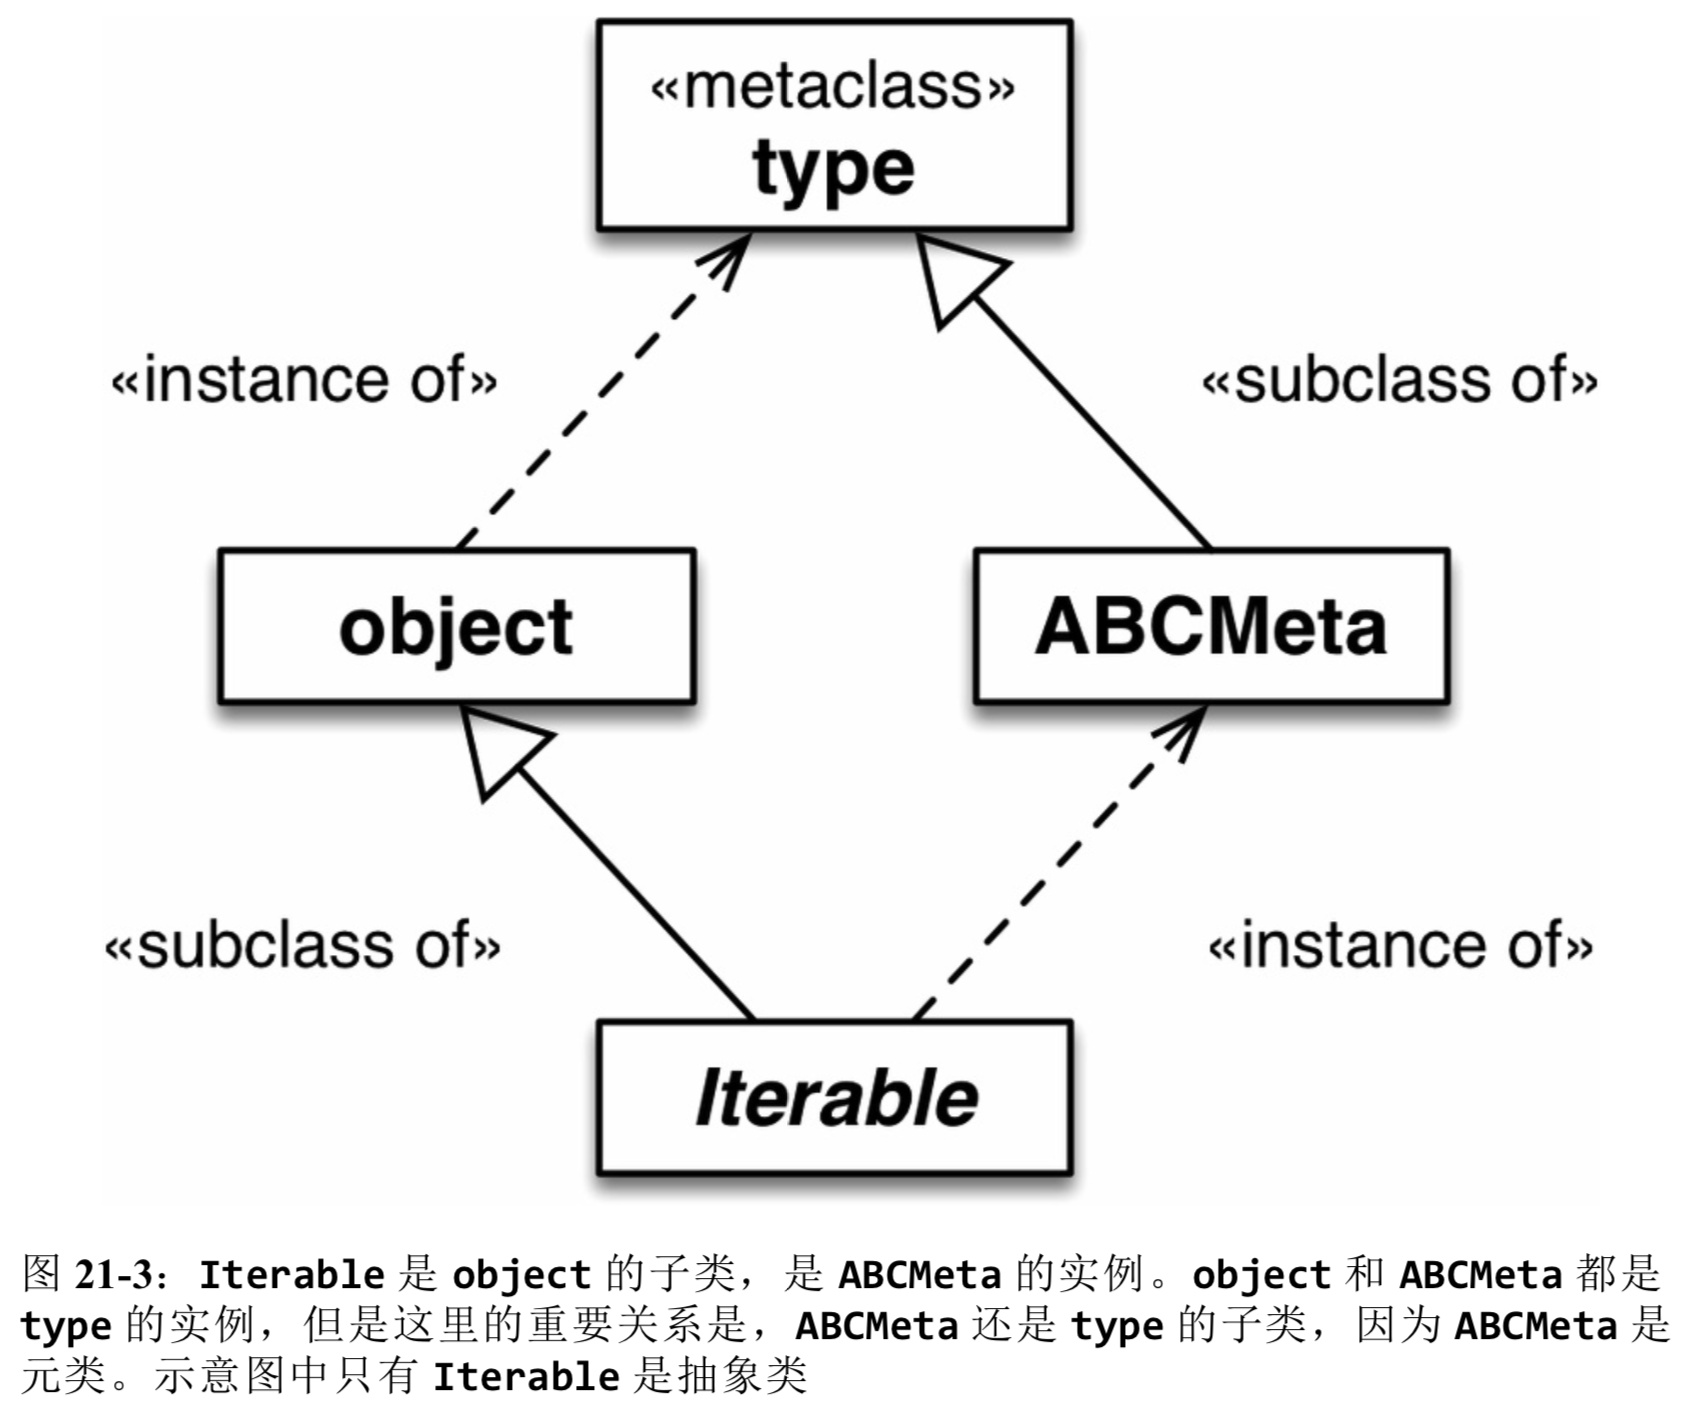 «metaclass»
type
«instance of»
«subclass of»
object
ABCMeta
«subclass of»
«instance of»
Iterable
图 21-3：Iterable 是 object 的子类，是 ABCMeta 的实例。object 和 ABCMeta 都是
type 的实例，但是这里的重要关系是，ABCMeta 还是 type 的子类，因为 ABCMeta 是
元类。示意图中只有 Iterable 是抽象类